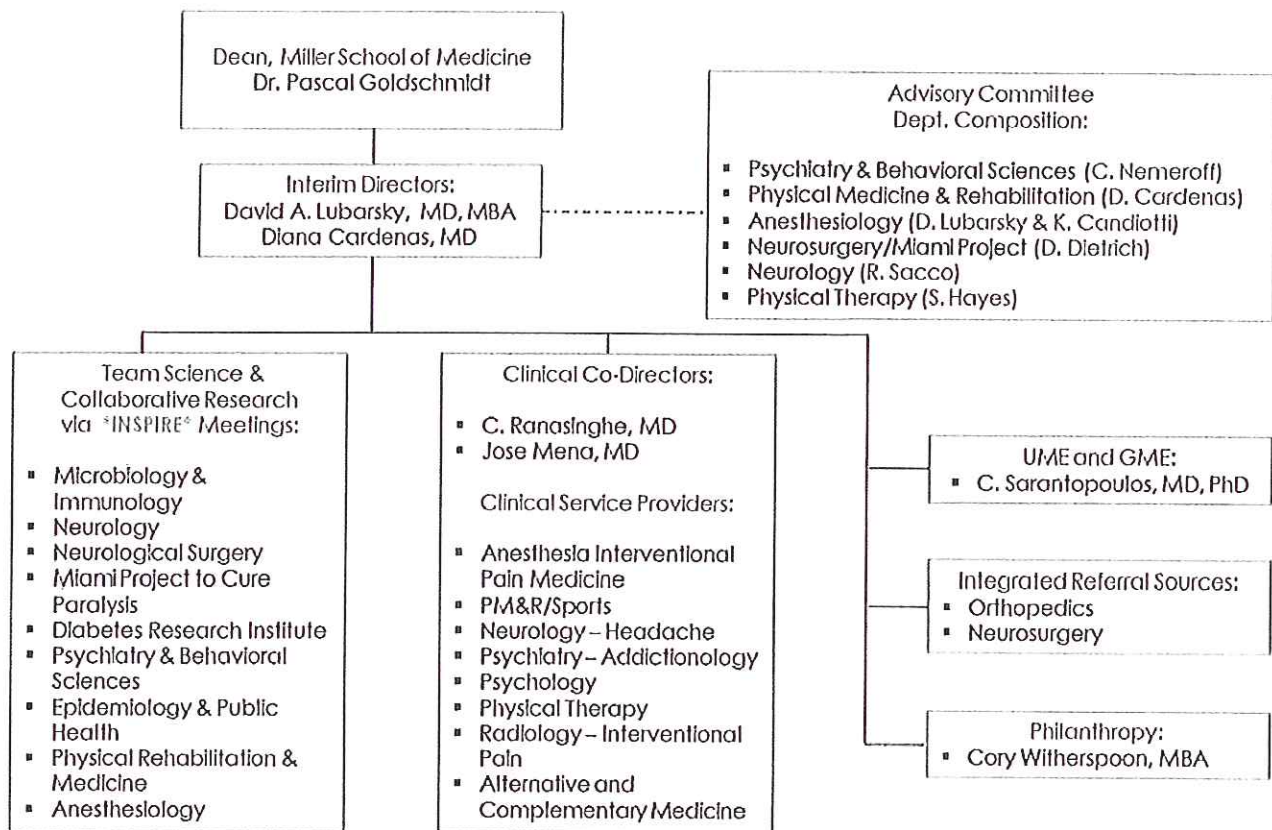 Dean, Miller School of Medicine
Dr. Pascal Goldschmidt
Advisory Committee
Dept. Composition:
▪ Psychiatry & Behavioral Sciences (C. Nemeroff)
▪ Physical Medicine & Rehabilitation (D. Cardenas)
▪ Anesthesiology (D. Lubarsky & K. Candiotti)
▪ Neurosurgery/Miami Project (D. Dietrich)
▪ Neurology (R. Sacco)
▪ Physical Therapy (S. Hayes)
Interim Directors:
David A. Lubarsky, MD, MBA
Diana Cardenas, MD
Team Science &
Collaborative Research
via *INSPIRE* Meetings:
▪ Microbiology &
Immunology
▪ Neurology
▪ Neurological Surgery
▪ Miami Project to Cure
Paralysis
▪ Diabetes Research Institute
▪ Psychiatry & Behavioral
Sciences
▪ Epidemiology & Public
Health
▪ Physical Rehabilitation &
Medicine
▪ Anesthesiology
Clinical Co-Directors:
▪ C. Ranasinghe, MD
▪ Jose Mena, MD
Clinical Service Providers:
▪ Anesthesia Interventional
Pain Medicine
▪ PM&R/Sports
▪ Neurology – Headache
▪ Psychiatry – Addictionology
▪ Psychology
▪ Physical Therapy
▪ Radiology – Interventional
Pain
▪ Alternative and
Complementary Medicine
UME and GME:
▪ C. Sarantopoulos, MD, PhD
Integrated Referral Sources:
▪ Orthopedics
▪ Neurosurgery
Philanthropy:
▪ Cory Witherspoon, MBA